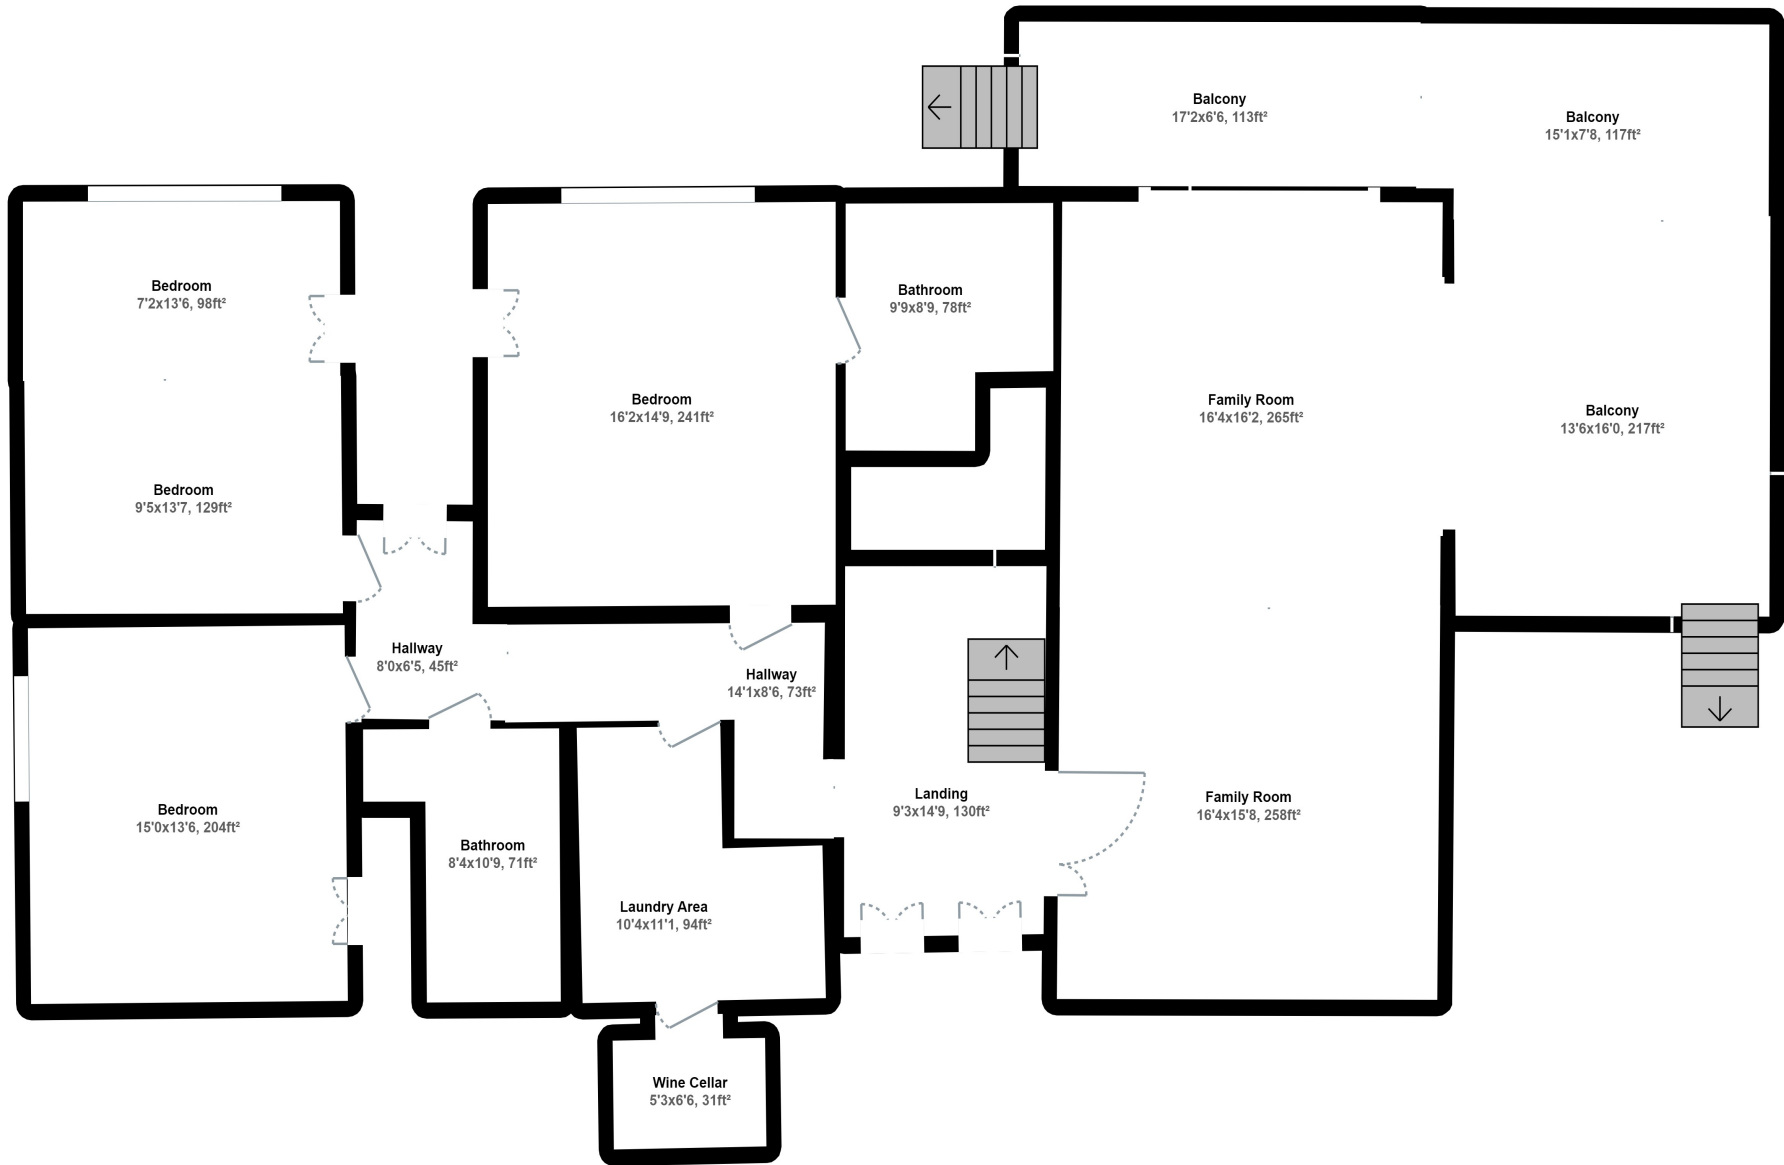 Balcony
17'2x6'6, 113ft²
Balcony
15'1x7'8, 117ft²
Bedroom
7'2x13'6, 98ft²
Bathroom
9'9x8'9, 78ft²
Bedroom
16'2x14'9, 241ft²
Family Room
16'4x16'2, 265ft²
Balcony
13'6x16'0, 217ft²
Bedroom
9'5x13'7, 129ft²
Hallway
8'0x6'5, 45ft²
Hallway
14'1x8'6, 73ft²
Landing
9'3x14'9, 130ft²
Family Room
16'4x15'8, 258ft²
Bedroom
15'0x13'6, 204ft²
Bathroom
8'4x10'9, 71ft²
Laundry Area
10'4x11'1, 94ft²
Wine Cellar
5'3x6'6, 31ft²